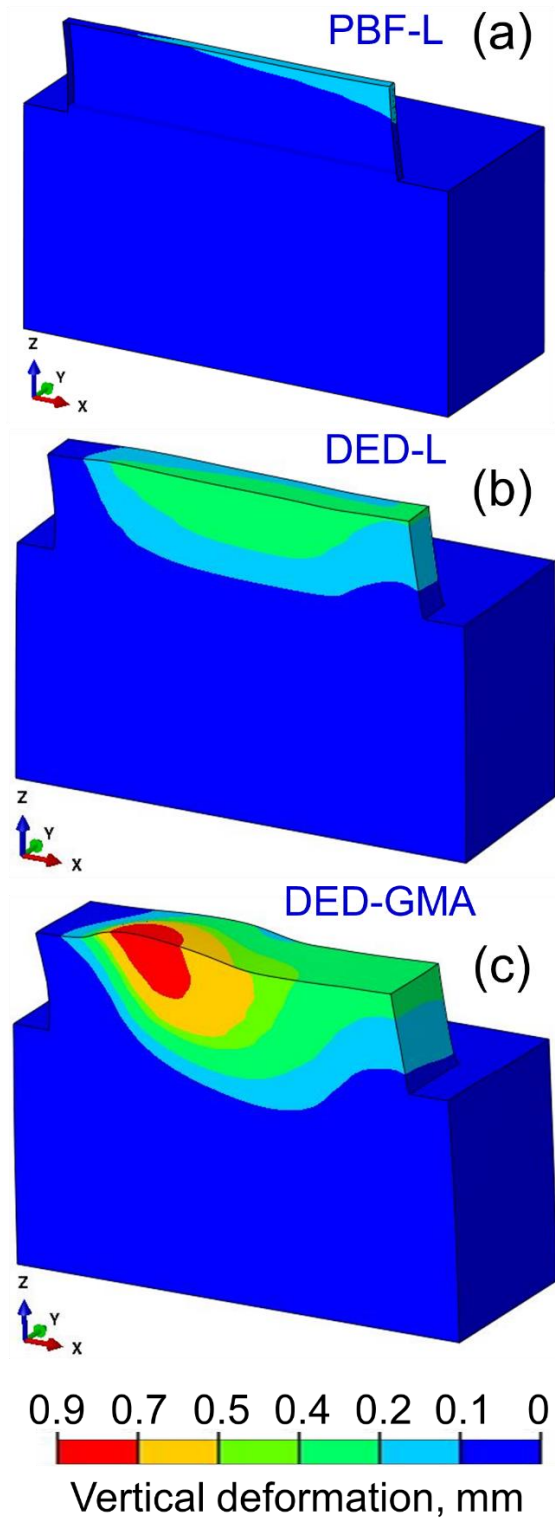 PBF-L (a)
Z
Y
X
DED-L (b)
Z
Y
X
DED-GMA
(c)
Z
Y
X
0.9 0.7 0.5 0.4 0.2 0.1 0
Vertical deformation, mm